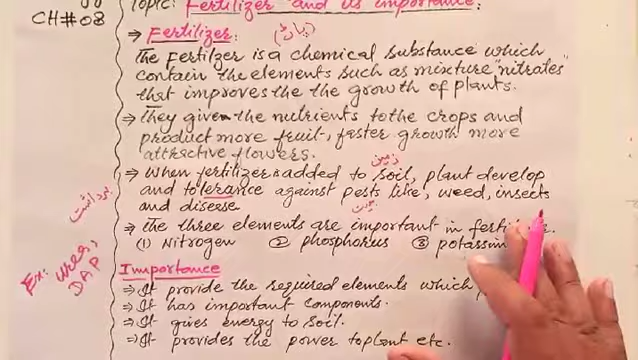 Topic: Fertilizer and its importance:
CH#08
⇒ Fertilizer:
The Fertilzer is a chemical substance which
contain the elements such as mixture "nitrates"
that improves the the growth of plants.
⇒ They given the nutrients to the crops and
product more fruit, faster growth more
attractive flowers.
زمین
⇒ When fertilizer is added to soil, plant develop
and tolerance against pests like, weed, insects
and disease
برداشت
⇒ The three elements are important in
(1) Nitrogen (2) phosphorus (3)
Ex: Urea,
DAP
Importance
⇒ It provide the required elements which
⇒ It has important components.
⇒ It gives energy to soil.
⇒ It provides the power to plant etc.